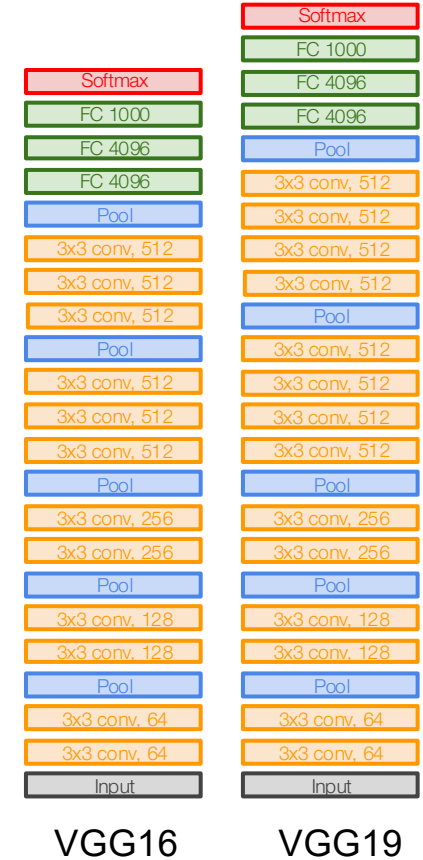 Softmax
FC 1000
FC 4096
FC 4096
Pool
3x3 conv, 512
3x3 conv, 512
3x3 conv, 512
Pool
3x3 conv, 512
3x3 conv, 512
3x3 conv, 512
Pool
3x3 conv, 256
3x3 conv, 256
Pool
3x3 conv, 128
3x3 conv, 128
Pool
3x3 conv, 64
3x3 conv, 64
Input
VGG16
Softmax
FC 1000
FC 4096
FC 4096
Pool
3x3 conv, 512
3x3 conv, 512
3x3 conv, 512
3x3 conv, 512
Pool
3x3 conv, 512
3x3 conv, 512
3x3 conv, 512
3x3 conv, 512
Pool
3x3 conv, 256
3x3 conv, 256
Pool
3x3 conv, 128
3x3 conv, 128
Pool
3x3 conv, 64
3x3 conv, 64
Input
VGG19